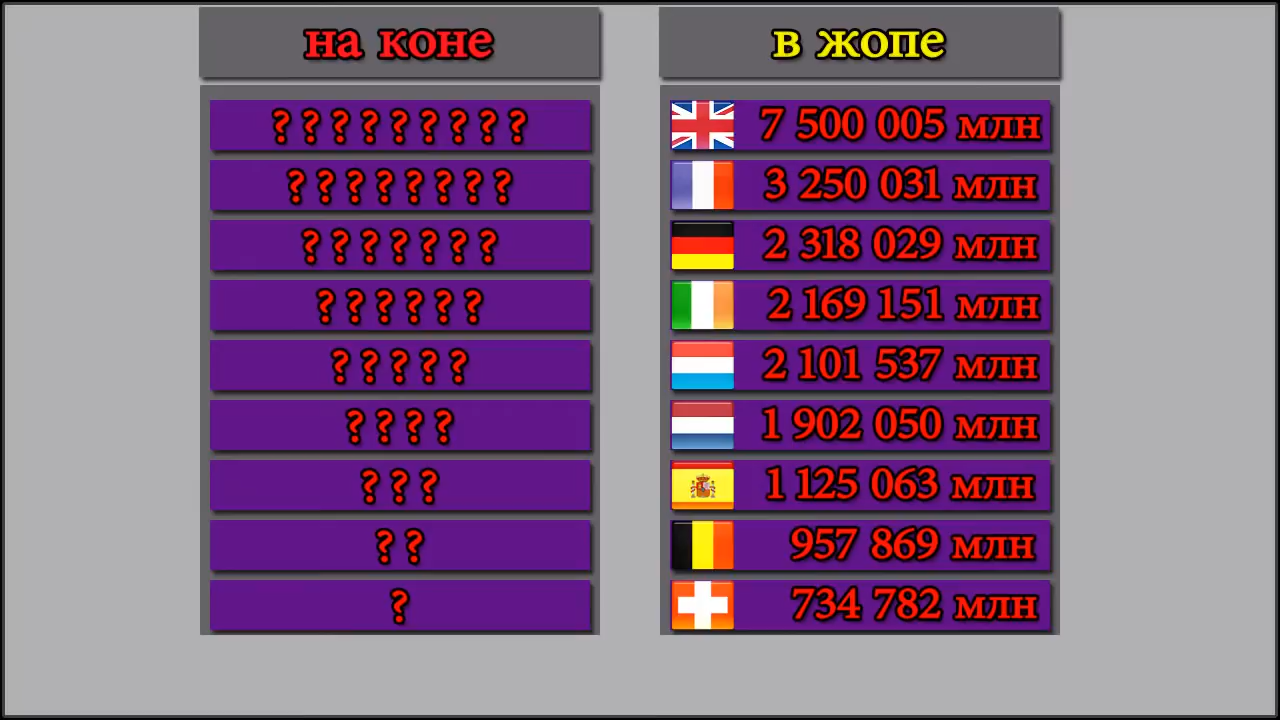 на коне
? ? ? ? ? ? ? ? ?
? ? ? ? ? ? ? ?
? ? ? ? ? ? ?
? ? ? ? ? ?
? ? ? ? ?
? ? ? ?
? ? ?
? ?
?
в жопе
7 500 005 млн
3 250 031 млн
2 318 029 млн
2 169 151 млн
2 101 537 млн
1 902 050 млн
1 125 063 млн
957 869 млн
734 782 млн